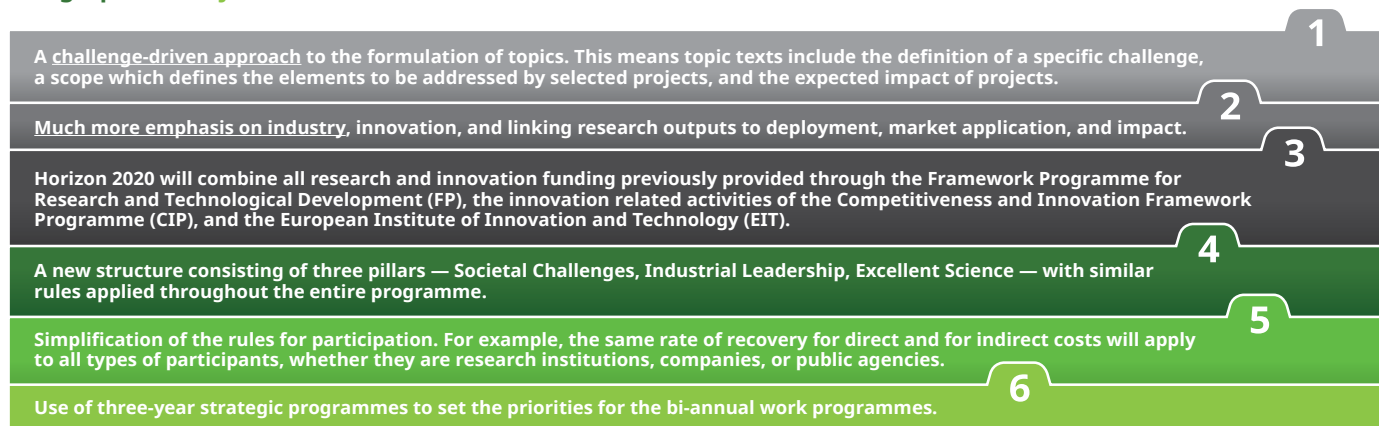 1
A challenge-driven approach to the formulation of topics. This means topic texts include the definition of a specific challenge,
a scope which defines the elements to be addressed by selected projects, and the expected impact of projects.
2
Much more emphasis on industry, innovation, and linking research outputs to deployment, market application, and impact.
3
Horizon 2020 will combine all research and innovation funding previously provided through the Framework Programme for
Research and Technological Development (FP), the innovation related activities of the Competitiveness and Innovation Framework
Programme (CIP), and the European Institute of Innovation and Technology (EIT).
4
A new structure consisting of three pillars — Societal Challenges, Industrial Leadership, Excellent Science — with similar
rules applied throughout the entire programme.
5
Simplification of the rules for participation. For example, the same rate of recovery for direct and for indirect costs will apply
to all types of participants, whether they are research institutions, companies, or public agencies.
6
Use of three-year strategic programmes to set the priorities for the bi-annual work programmes.